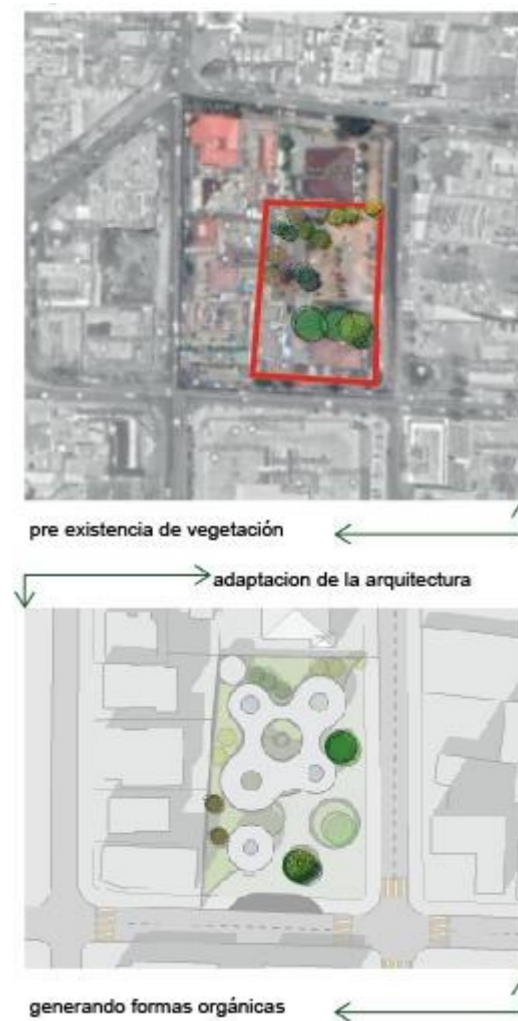 pre existencia de vegetación
adaptacion de la arquitectura
generando formas orgánicas